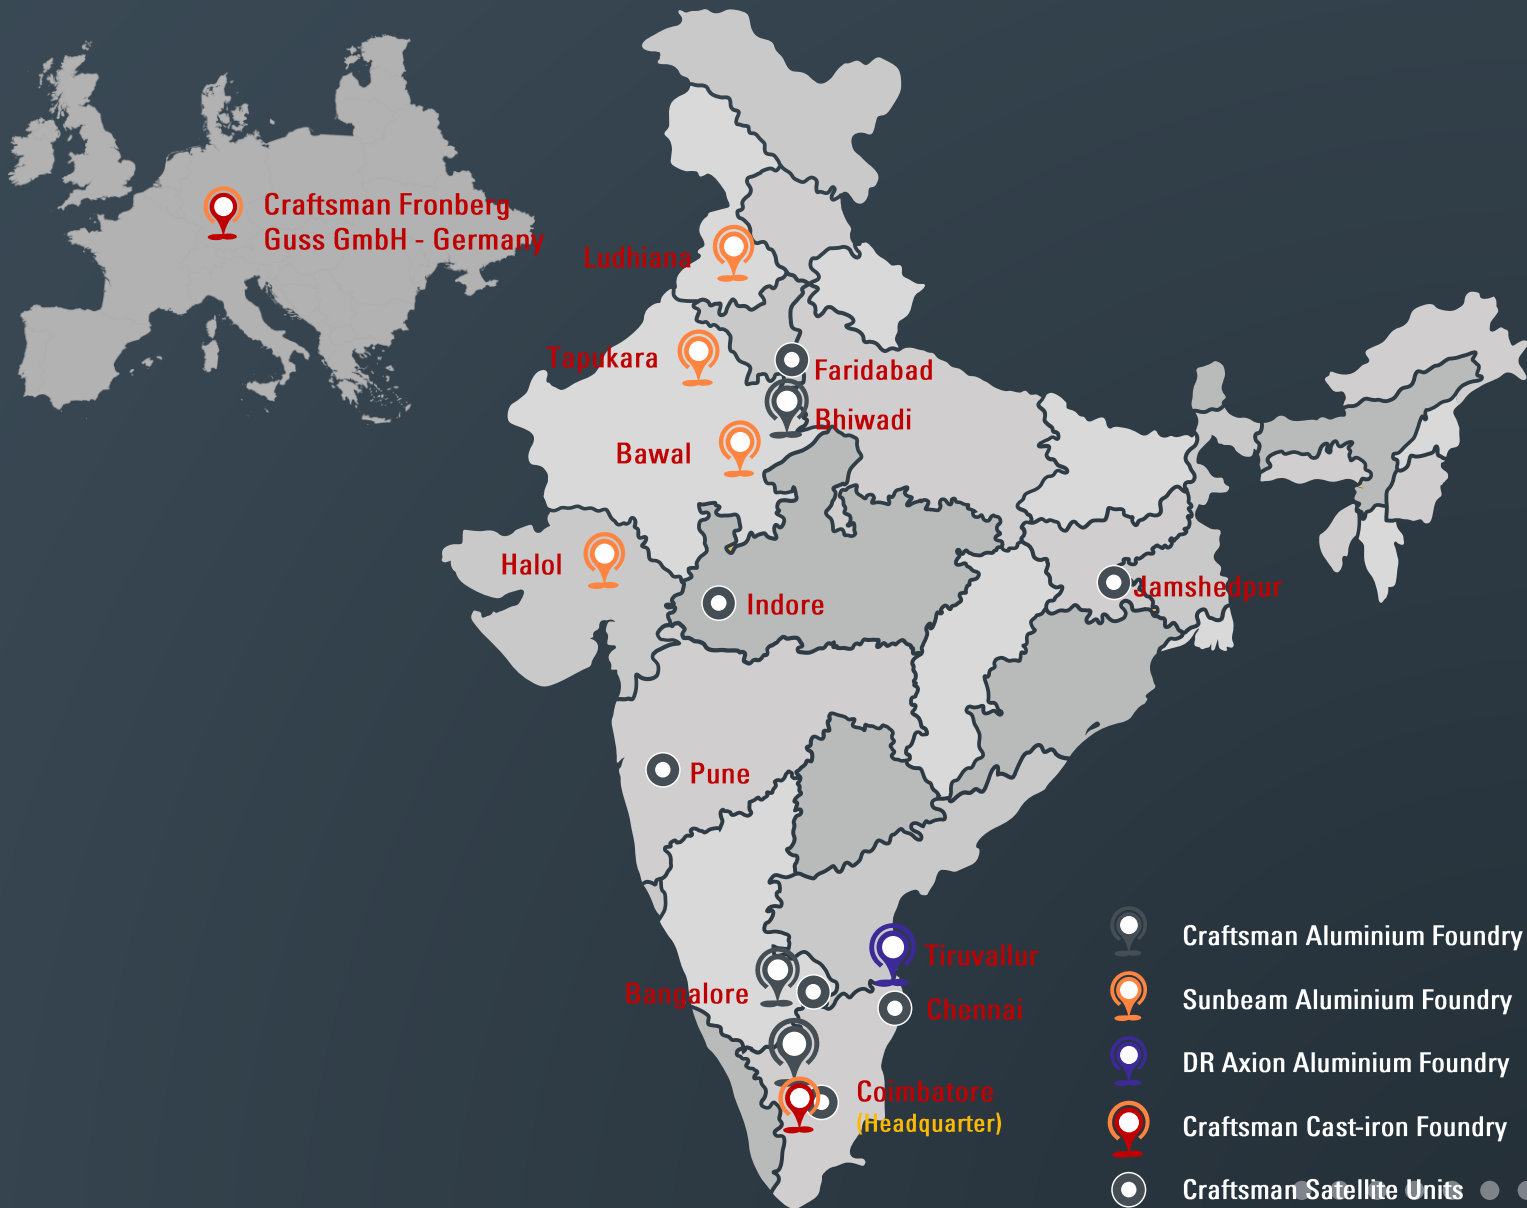 Craftsman Fronberg
Guss GmbH - Germany
Ludhiana
Tapukara
Faridabad
Bhiwadi
Bawal
Halol
Indore
Jamshedpur
Pune
Tiruvallur
Bangalore
Chennai
Coimbatore
(Headquarter)
Craftsman Aluminium Foundry
Sunbeam Aluminium Foundry
DR Axion Aluminium Foundry
Craftsman Cast-iron Foundry
Craftsman Satellite Units